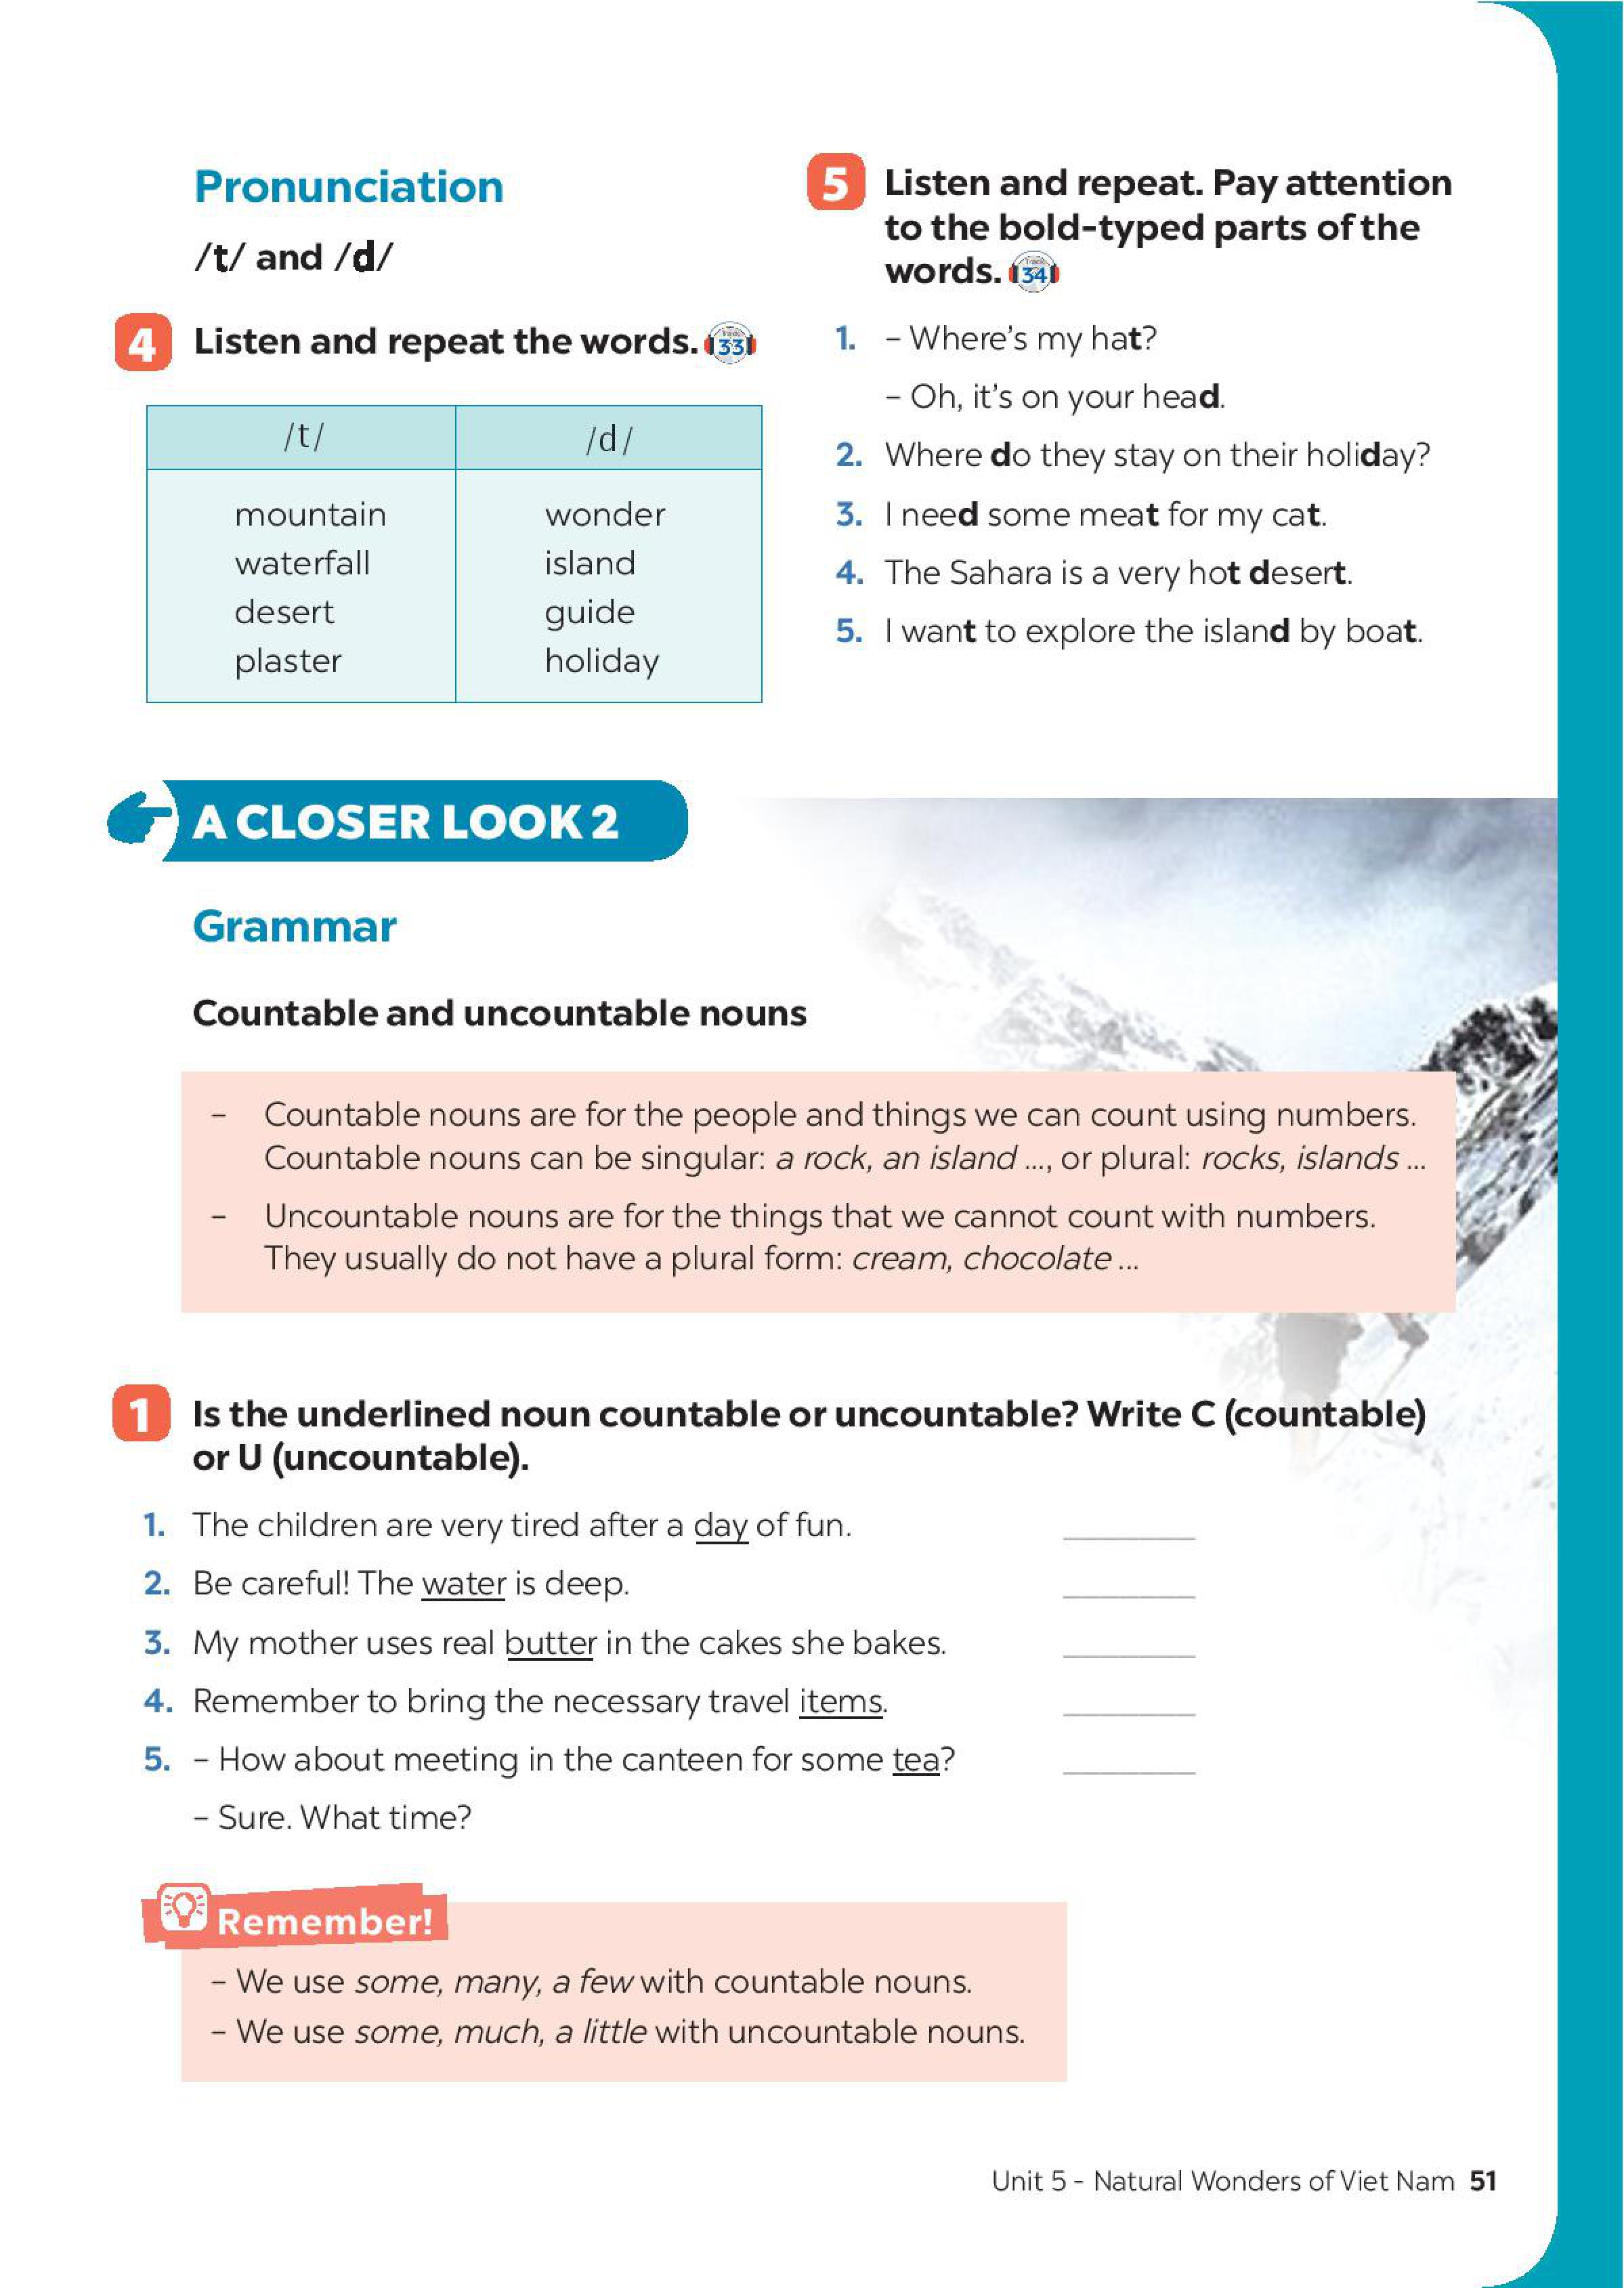 Pronunciation
/t/ and /d/
4 Listen and repeat the words. 33
/t/ /d/
mountain wonder
waterfall island
desert guide
plaster holiday
5 Listen and repeat. Pay attention
to the bold-typed parts of the
words. Track 34
1. – Where's my hat?
– Oh, it's on your head.
2. Where do they stay on their holiday?
3. I need some meat for my cat.
4. The Sahara is a very hot desert.
5. I want to explore the island by boat.
A CLOSER LOOK 2
Grammar
Countable and uncountable nouns
– Countable nouns are for the people and things we can count using numbers.
Countable nouns can be singular: a rock, an island ..., or plural: rocks, islands ...
– Uncountable nouns are for the things that we cannot count with numbers.
They usually do not have a plural form: cream, chocolate ...
1 Is the underlined noun countable or uncountable? Write C (countable)
or U (uncountable).
1. The children are very tired after a day of fun. ________
2. Be careful! The water is deep. ________
3. My mother uses real butter in the cakes she bakes. ________
4. Remember to bring the necessary travel items. ________
5. – How about meeting in the canteen for some tea? ________
– Sure. What time?
Remember!
– We use some, many, a few with countable nouns.
– We use some, much, a little with uncountable nouns.
Unit 5 - Natural Wonders of Viet Nam 51